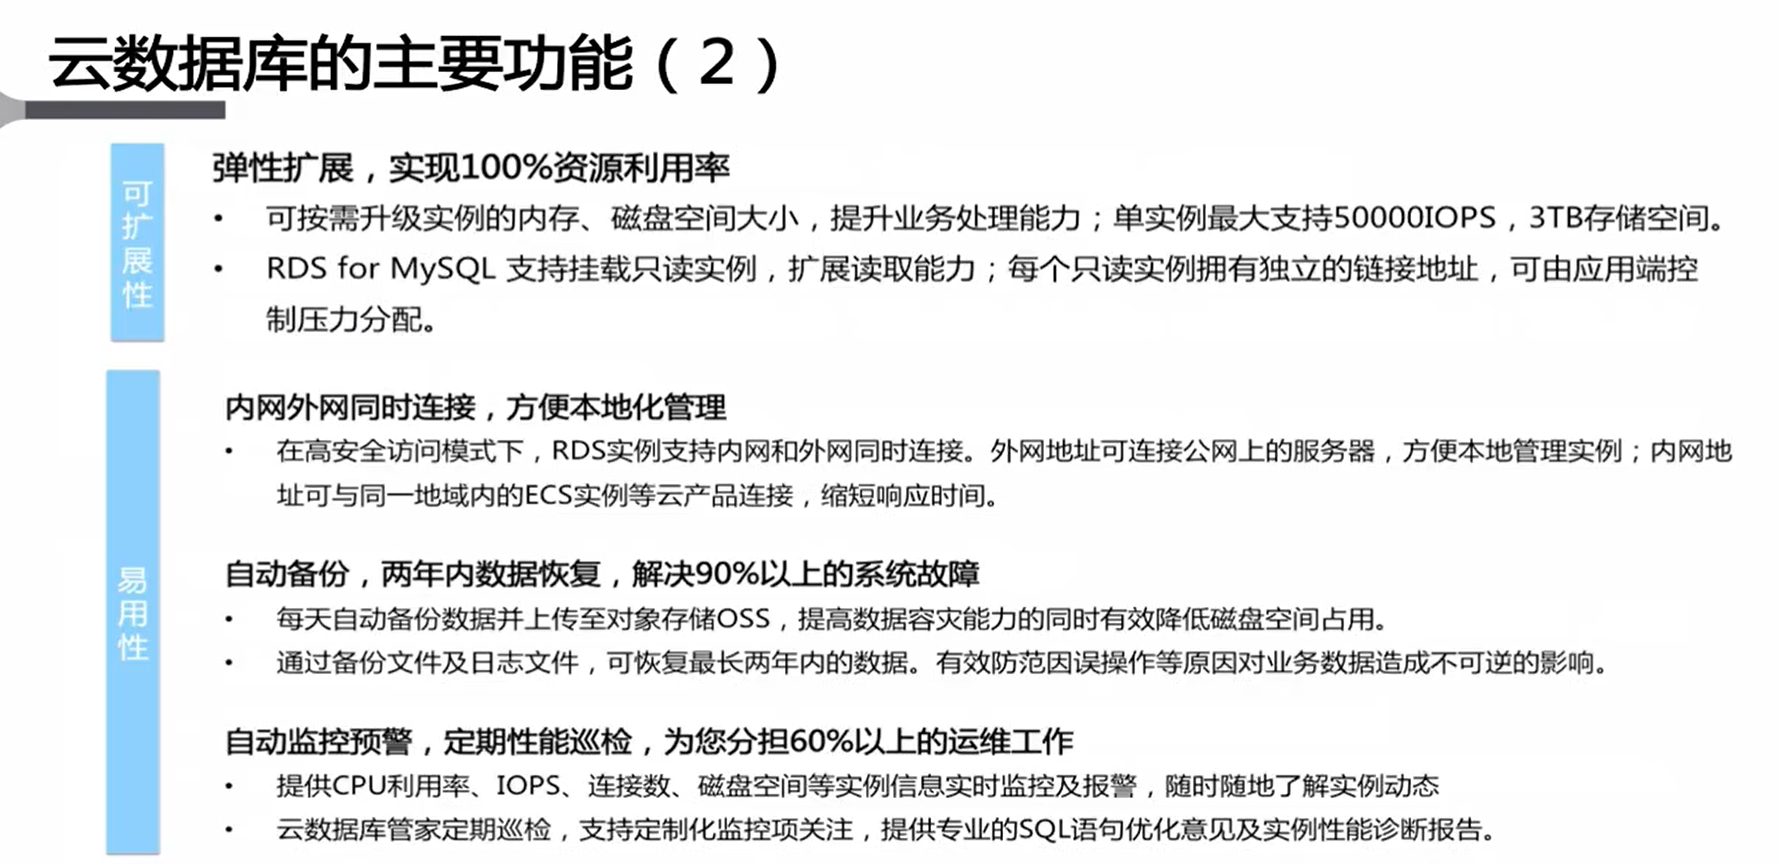 云数据库的主要功能（2）
可扩展性
弹性扩展，实现100%资源利用率
• 可按需升级实例的内存、磁盘空间大小，提升业务处理能力；单实例最大支持50000IOPS，3TB存储空间。
• RDS for MySQL 支持挂载只读实例，扩展读取能力；每个只读实例拥有独立的链接地址，可由应用端控
制压力分配。
易用性
内网外网同时连接，方便本地化管理
• 在高安全访问模式下，RDS实例支持内网和外网同时连接。外网地址可连接公网上的服务器，方便本地管理实例；内网地
址可与同一地域内的ECS实例等云产品连接，缩短响应时间。
自动备份，两年内数据恢复，解决90%以上的系统故障
• 每天自动备份数据并上传至对象存储OSS，提高数据容灾能力的同时有效降低磁盘空间占用。
• 通过备份文件及日志文件，可恢复最长两年内的数据。有效防范因误操作等原因对业务数据造成不可逆的影响。
自动监控预警，定期性能巡检，为您分担60%以上的运维工作
• 提供CPU利用率、IOPS、连接数、磁盘空间等实例信息实时监控及报警，随时随地了解实例动态
• 云数据库管家定期巡检，支持定制化监控项关注，提供专业的SQL语句优化意见及实例性能诊断报告。